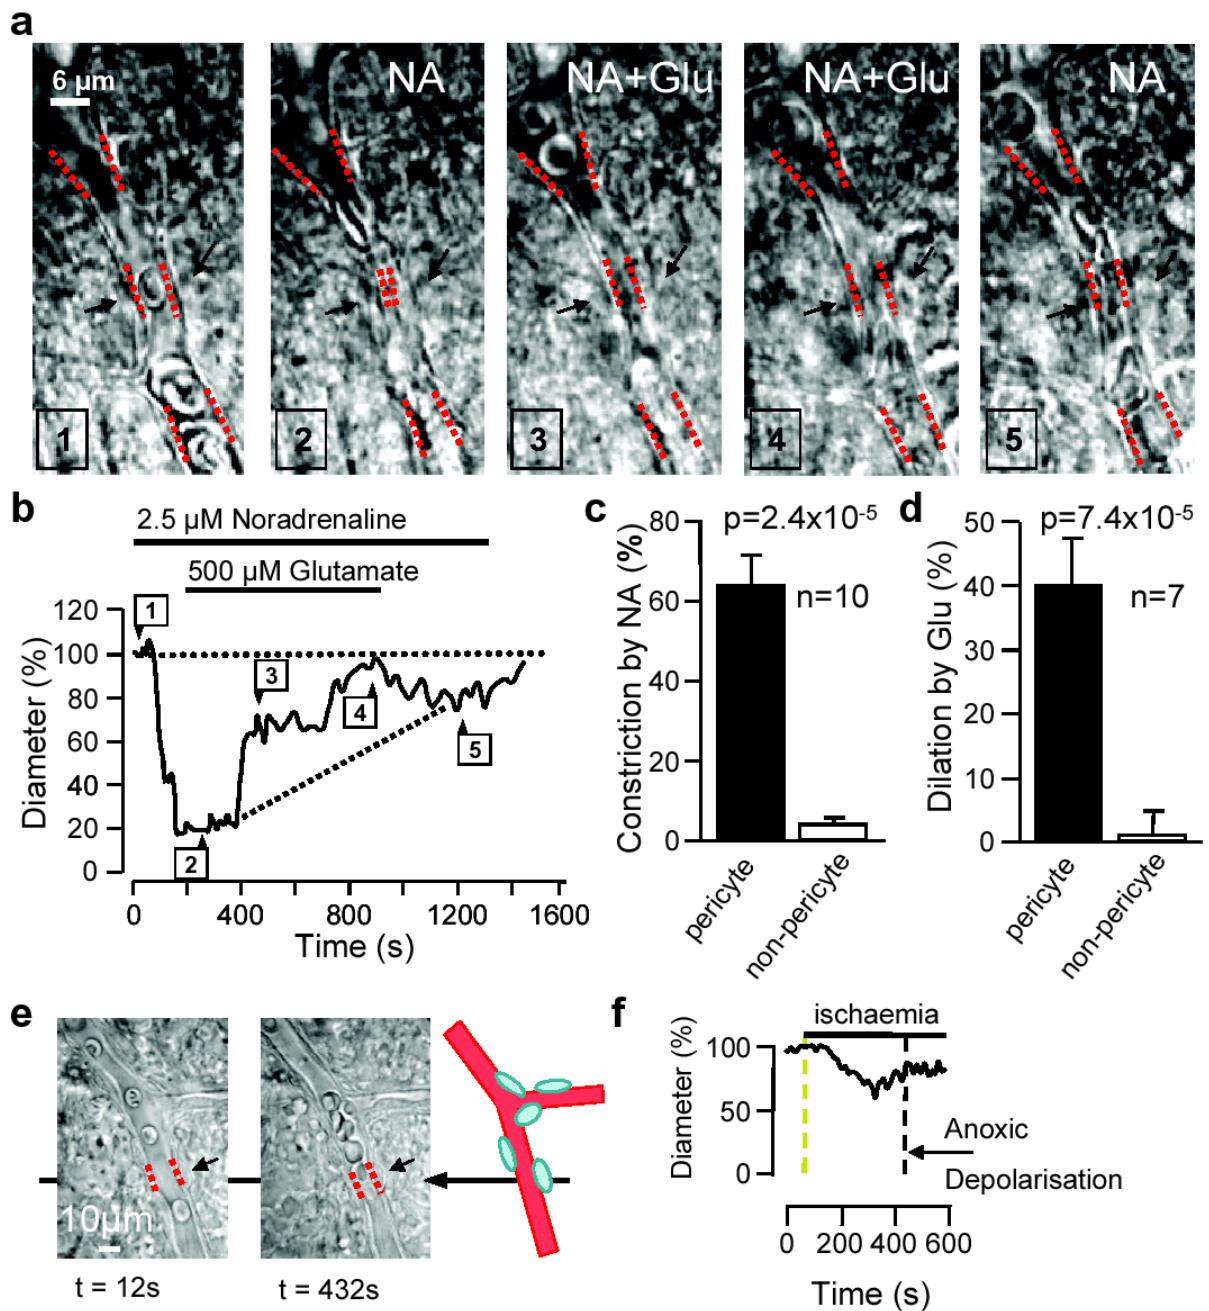 a
6 µm
NA
NA+Glu
NA+Glu
NA
1
2
3
4
5
b
2.5 µM Noradrenaline
500 µM Glutamate
Diameter (%)
120
100
80
60
40
20
0
1
2
3
4
5
0
400
800
1200
1600
Time (s)
c
Constriction by NA (%)
80
60
40
20
0
p=2.4x10⁻⁵
n=10
pericyte
non-pericyte
d
Dilation by Glu (%)
50
40
30
20
10
0
p=7.4x10⁻⁵
n=7
pericyte
non-pericyte
e
10µm
t = 12s
t = 432s
f
ischaemia
Diameter (%)
100
50
0
Anoxic
Depolarisation
0
200
400
600
Time (s)